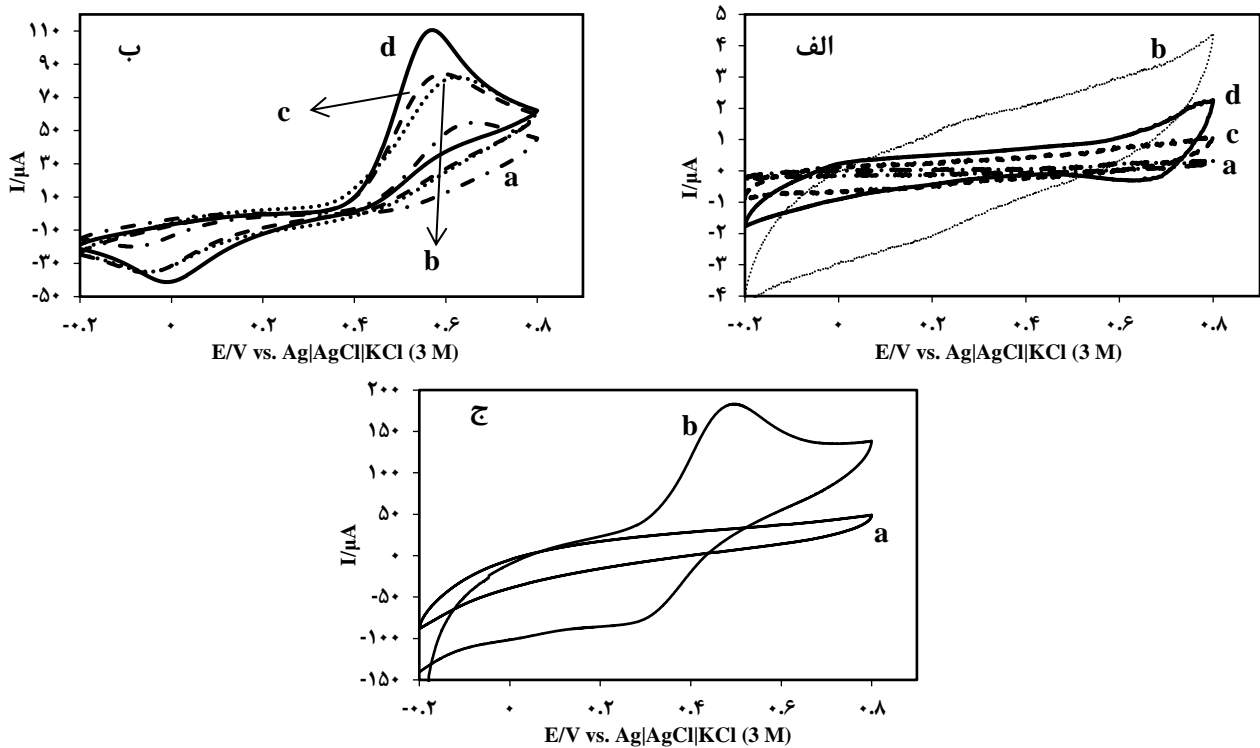 الف
I/µA
۵
۴
۳
۲
۱
۰
-۱
-۲
-۳
-۴
b
d
c
a
-۰.۲ ۰ ۰.۲ ۰.۴ ۰.۶ ۰.۸
E/V vs. Ag|AgCl|KCl (3 M)
ب
I/µA
۱۱۰
۹۰
۷۰
۵۰
۳۰
۱۰
-۱۰
-۳۰
-۵۰
d
c
a
b
-۰.۲ ۰ ۰.۲ ۰.۴ ۰.۶ ۰.۸
E/V vs. Ag|AgCl|KCl (3 M)
ج
I/µA
۲۰۰
۱۵۰
۱۰۰
۵۰
۰
-۵۰
-۱۰۰
-۱۵۰
b
a
-۰.۲ ۰ ۰.۲ ۰.۴ ۰.۶ ۰.۸
E/V vs. Ag|AgCl|KCl (3 M)